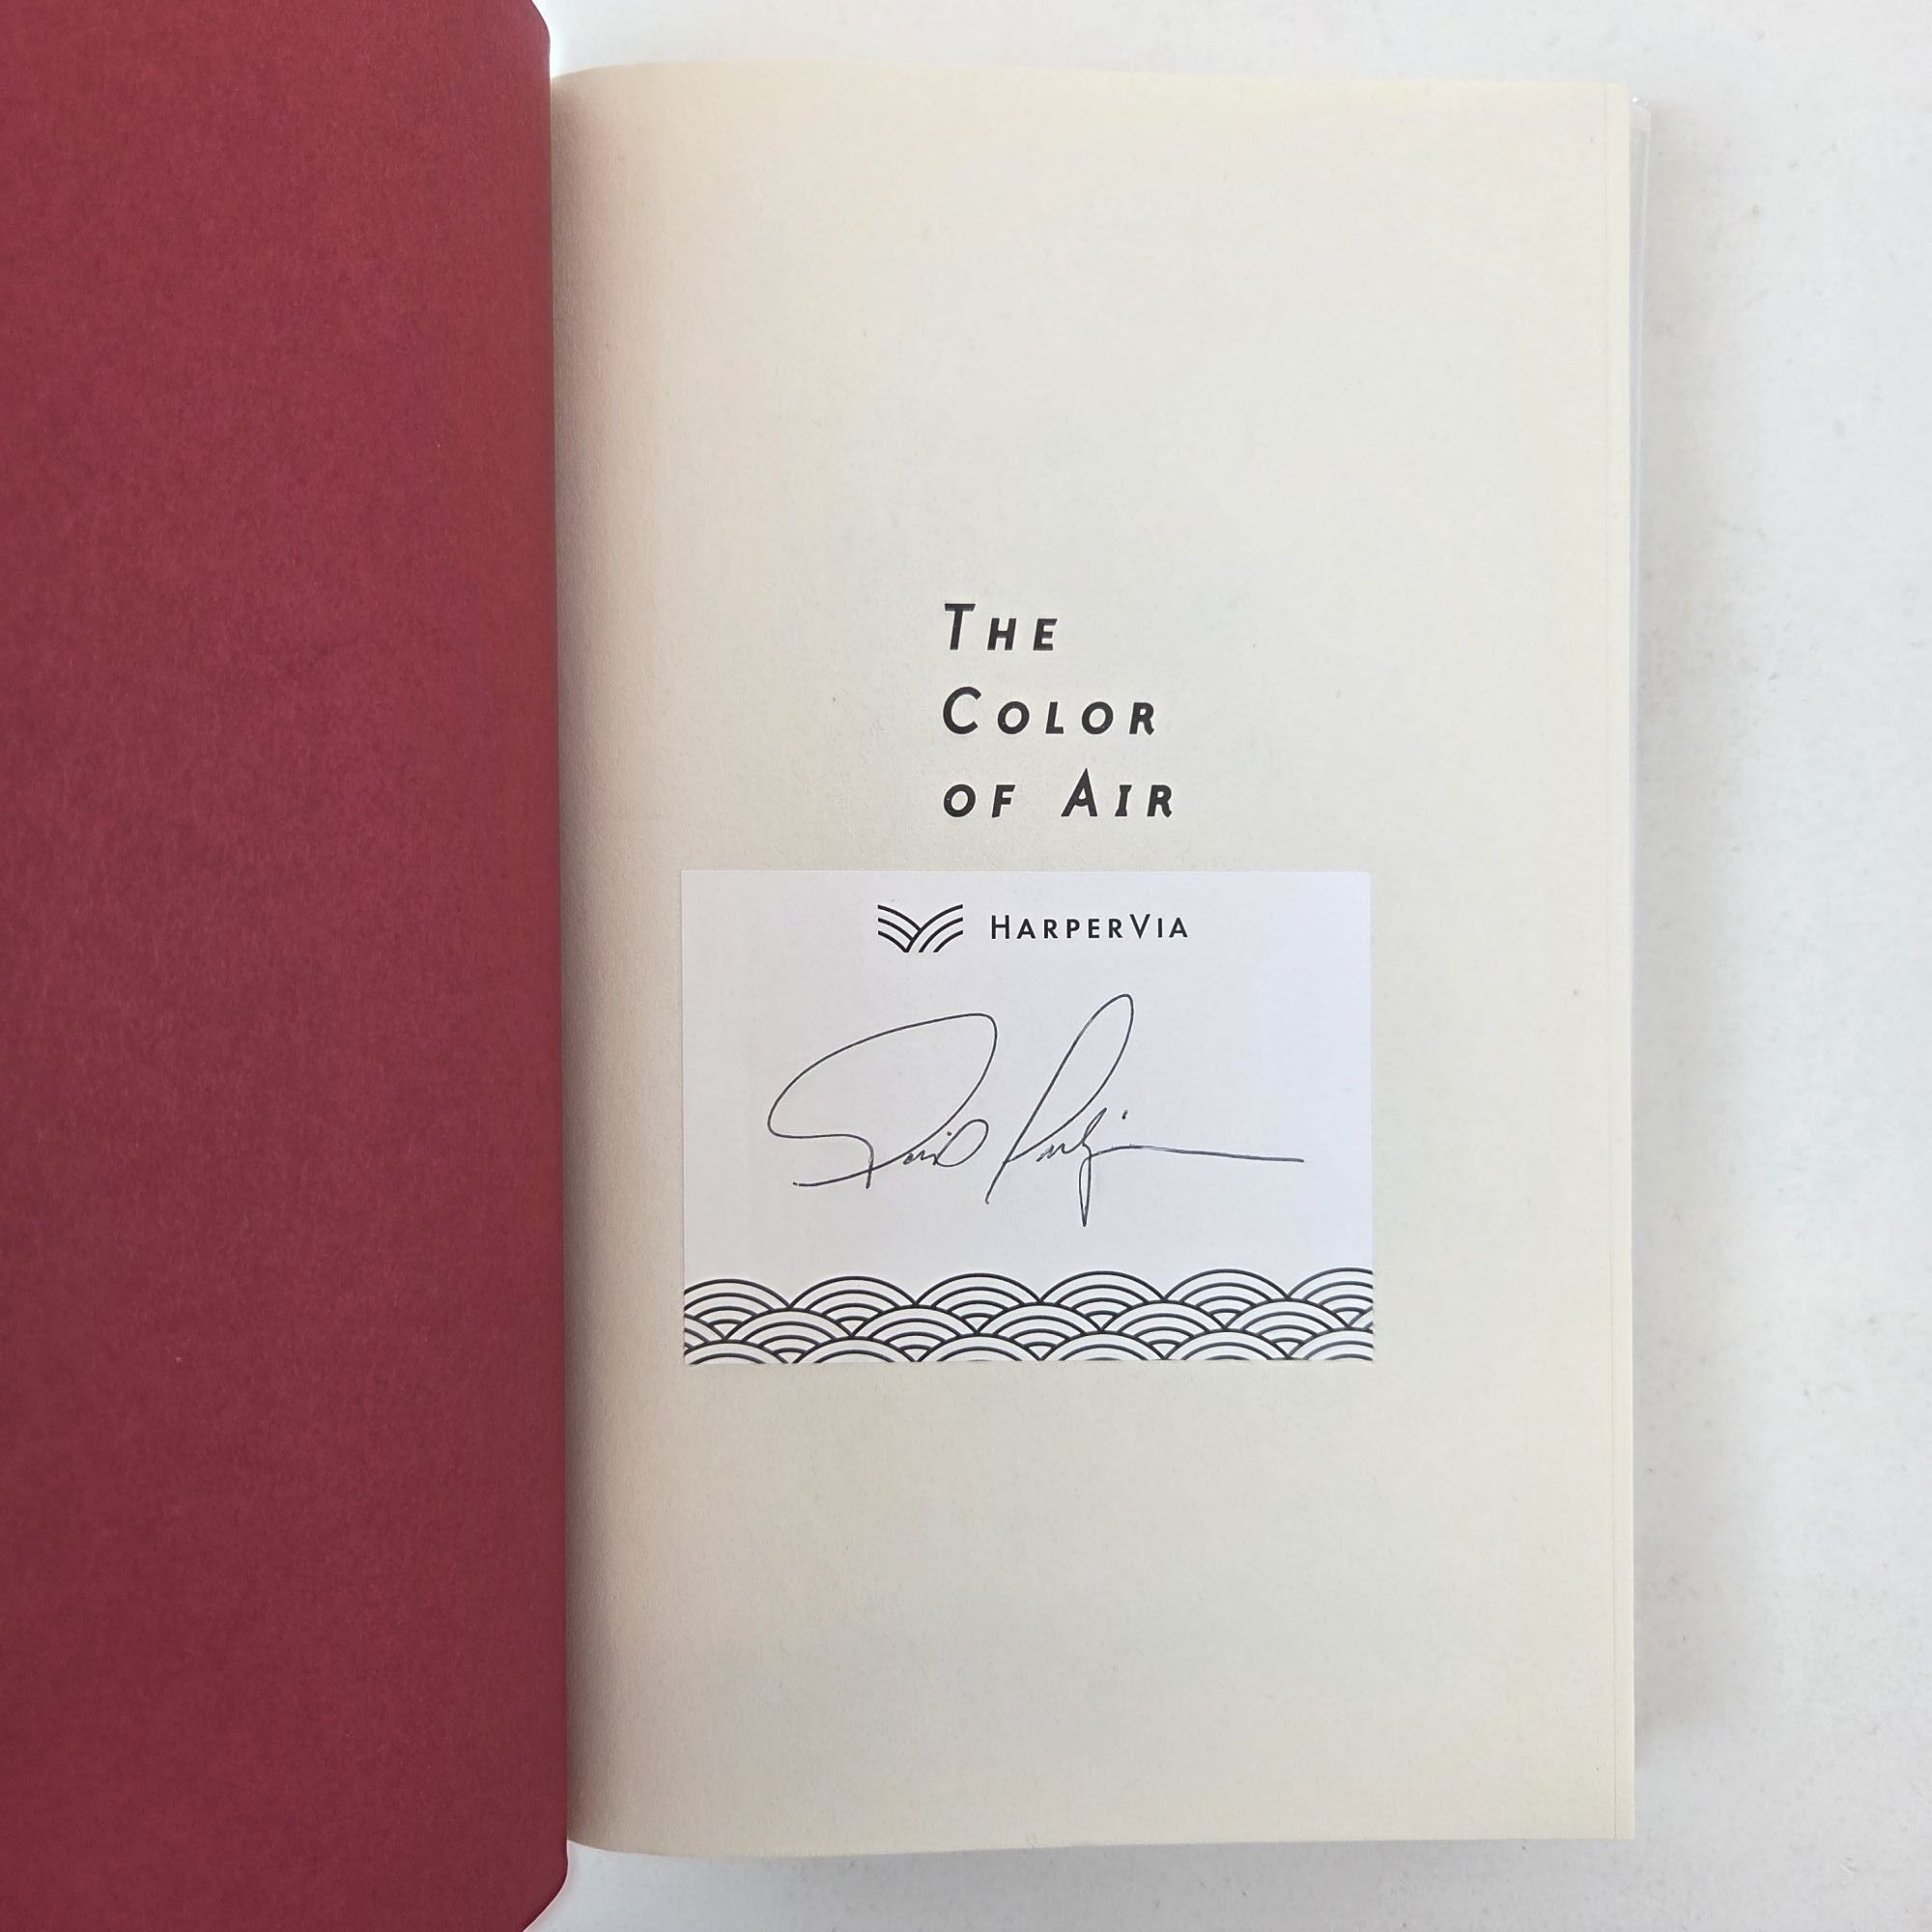 The
Color
of Air
HarperVia